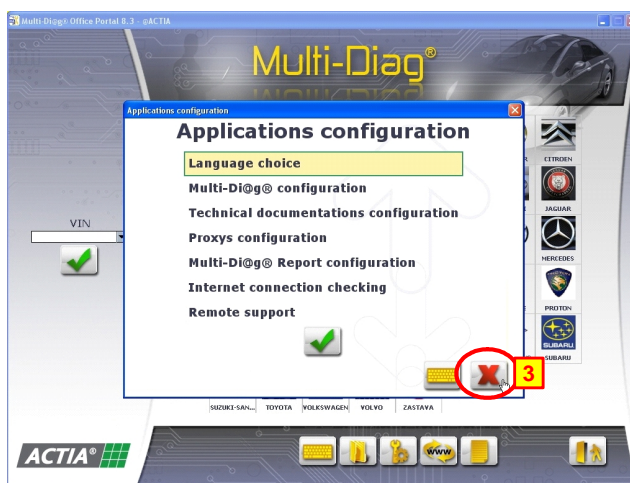 Multi-Di@g® Office Portal 8.3 - @ACTIA
Multi-Diag®
Applications configuration
Applications configuration
Language choice
Multi-Di@g® configuration
Technical documentations configuration
Proxys configuration
Multi-Di@g® Report configuration
Internet connection checking
Remote support
VIN
CITROEN
JAGUAR
MERCEDES
PROTON
SUBARU
SUBARU
3
SUZUKI-SAN... TOYOTA VOLKSWAGEN VOLVO ZASTAVA
ACTIA®
www